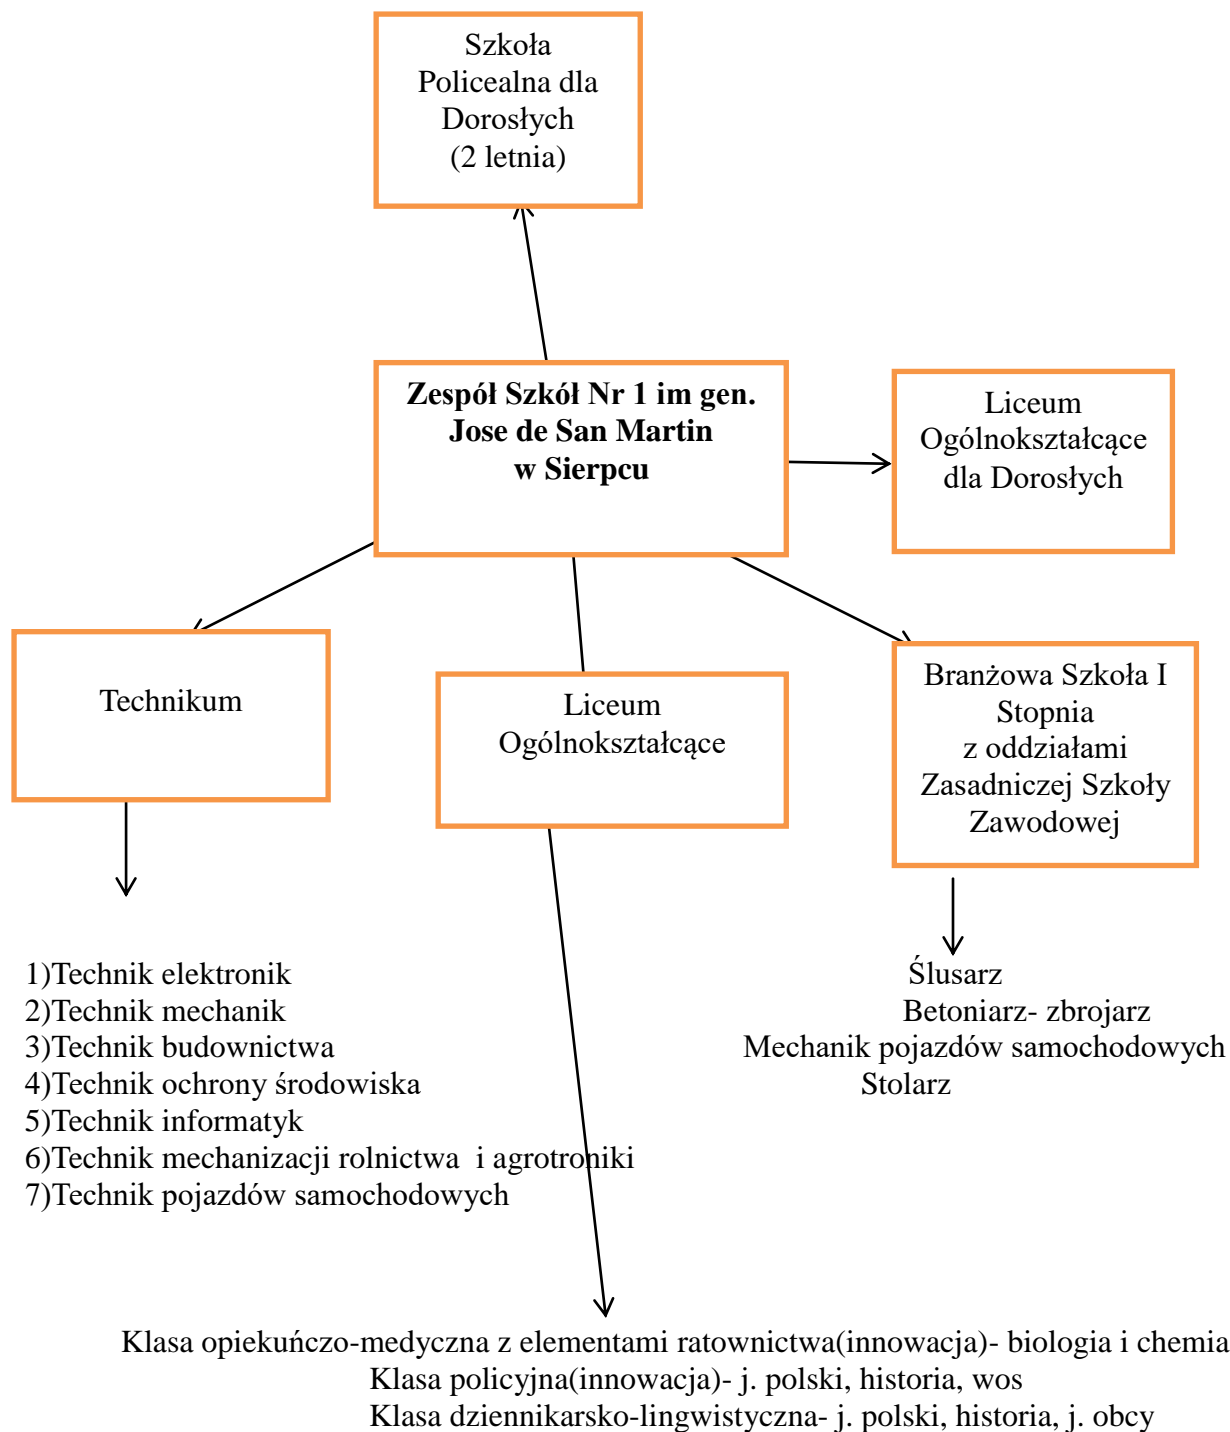 Szkoła
Policealna dla
Dorosłych
(2 letnia)
Zespół Szkół Nr 1 im gen.
Jose de San Martin
w Sierpcu
Liceum
Ogólnokształcące
dla Dorosłych
Technikum
Liceum
Ogólnokształcące
Branżowa Szkoła I
Stopnia
z oddziałami
Zasadniczej Szkoły
Zawodowej
1)Technik elektronik
2)Technik mechanik
3)Technik budownictwa
4)Technik ochrony środowiska
5)Technik informatyk
6)Technik mechanizacji rolnictwa  i agrotroniki
7)Technik pojazdów samochodowych
Ślusarz
Betoniarz- zbrojarz
Mechanik pojazdów samochodowych
Stolarz
Klasa opiekuńczo-medyczna z elementami ratownictwa(innowacja)- biologia i chemia
Klasa policyjna(innowacja)- j. polski, historia, wos
Klasa dziennikarsko-lingwistyczna- j. polski, historia, j. obcy